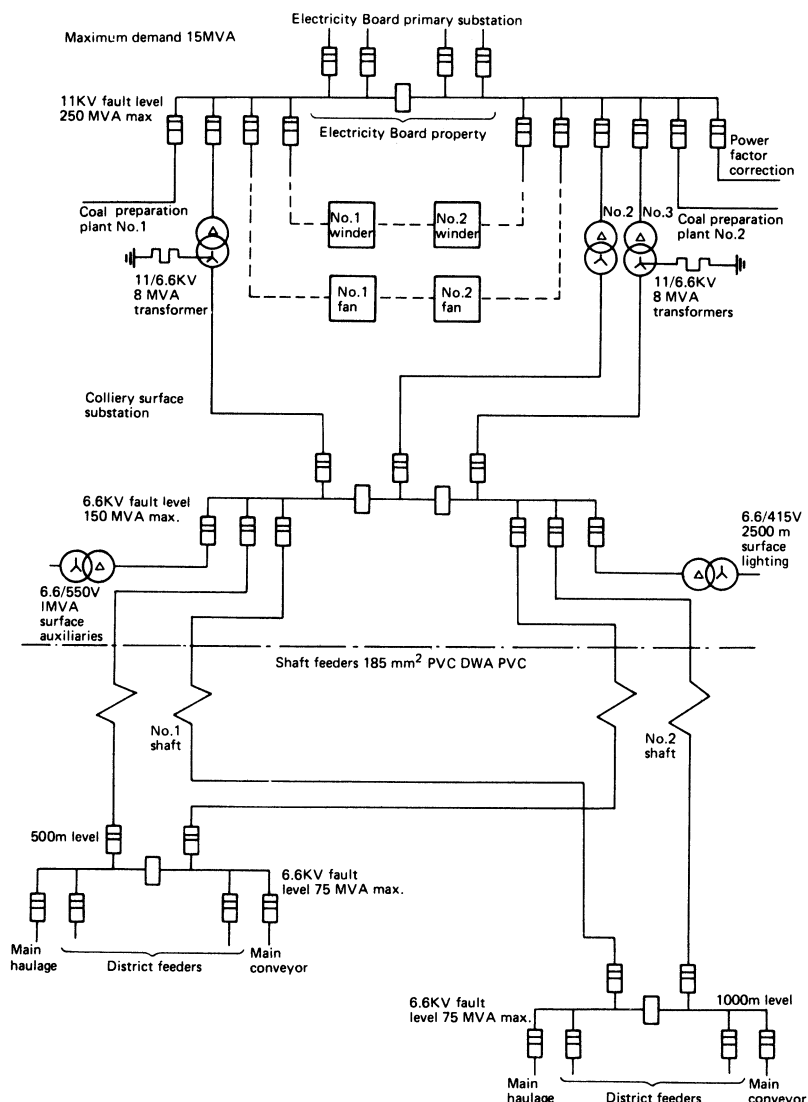 Electricity Board primary substation
Maximum demand 15MVA
11KV fault level
250 MVA max
Electricity Board property
Power
factor
correction
Coal preparation
plant No.1
No.1
winder
No.2
winder
No.2
No.3
Coal preparation
plant No.2
11/6.6KV
8 MVA
transformer
No.1
fan
No.2
fan
11/6.6KV
8 MVA
transformers
Colliery surface
substation
6.6KV fault level
150 MVA max.
6.6/415V
2500 m
surface
lighting
6.6/550V
IMVA
surface
auxiliaries
Shaft feeders 185 mm² PVC DWA PVC
No.1
shaft
No.2
shaft
500m level
6.6KV fault
level 75 MVA max.
Main
haulage
District feeders
Main
conveyor
6.6KV fault
level 75 MVA max.
1000m level
Main
haulage
District feeders
Main
conveyor